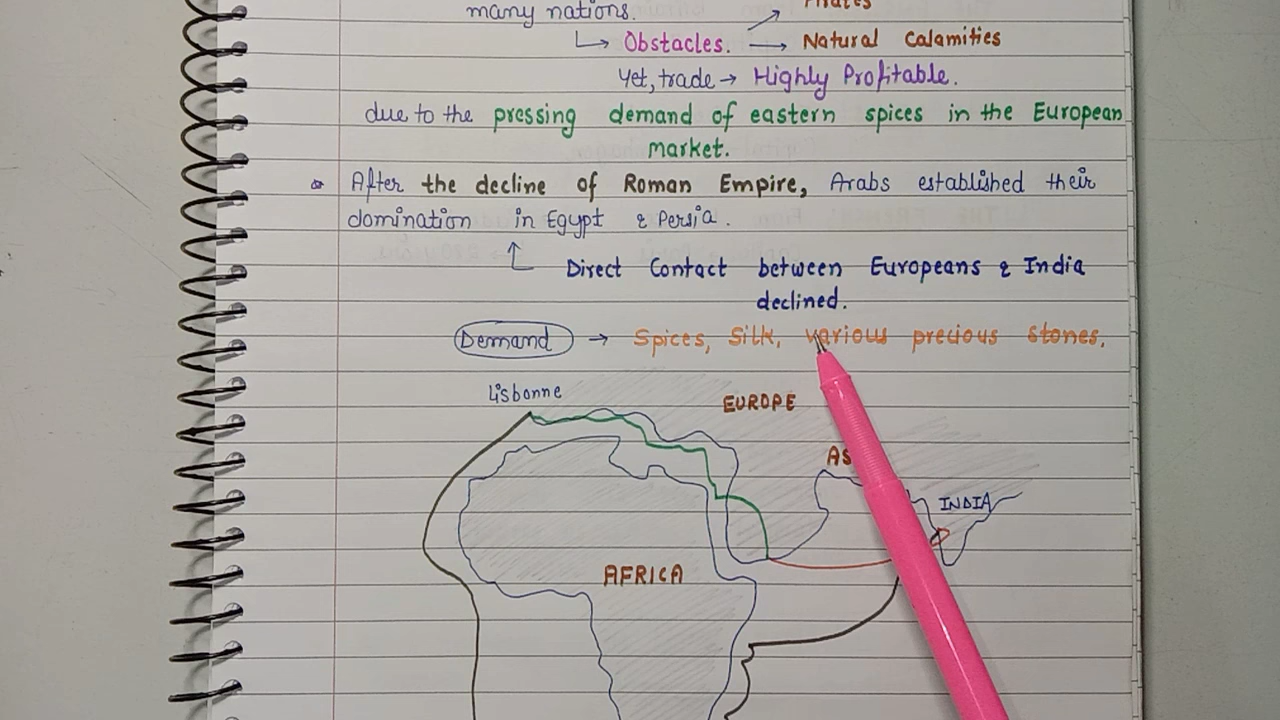 many nations. Pirates
↳ Obstacles. → Natural Calamities
Yet, trade → Highly Profitable.
due to the pressing demand of eastern spices in the European
market.
After the decline of Roman Empire, Arabs established their
domination in Egypt & Persia.
Direct Contact between Europeans & India
declined.
Demand → Spices, Silk, various precious stones.
Lisbonne
EUROPE
AS
INDIA
AFRICA